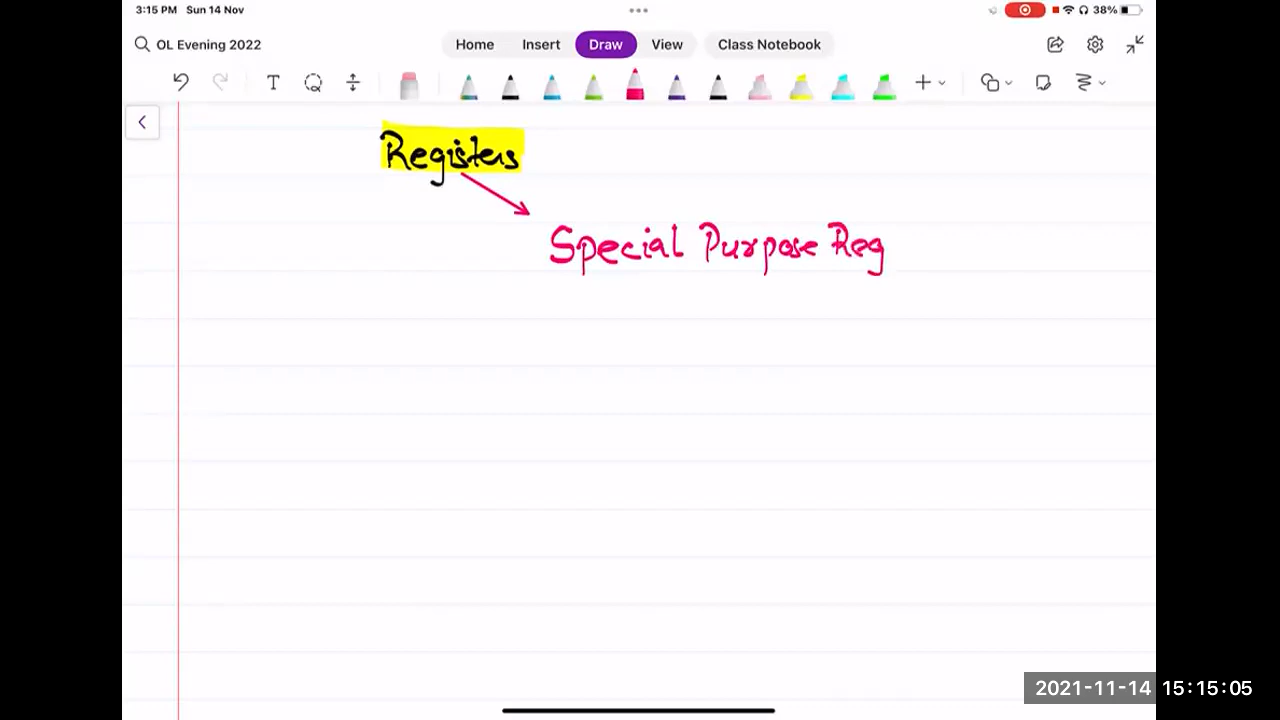 3:15 PM Sun 14 Nov
38%
OL Evening 2022
Home Insert Draw View Class Notebook
T
Registers
Special Purpose Reg
2021-11-14 15:15:05